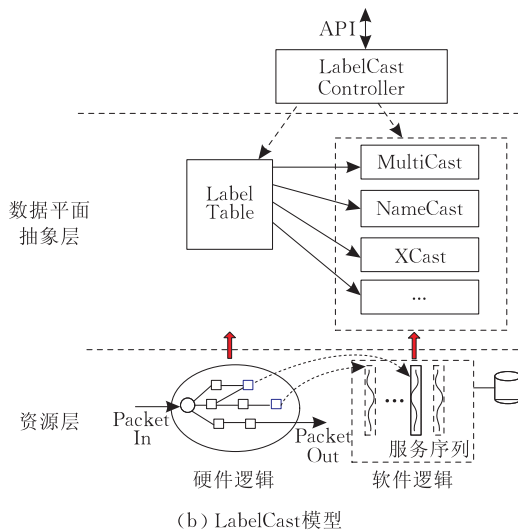 API
LabelCast
Controller
数据平面
抽象层
Label
Table
MultiCast
NameCast
XCast
...
资源层
Packet
In
Packet
Out
...
服务序列
硬件逻辑
软件逻辑
(b) LabelCast模型